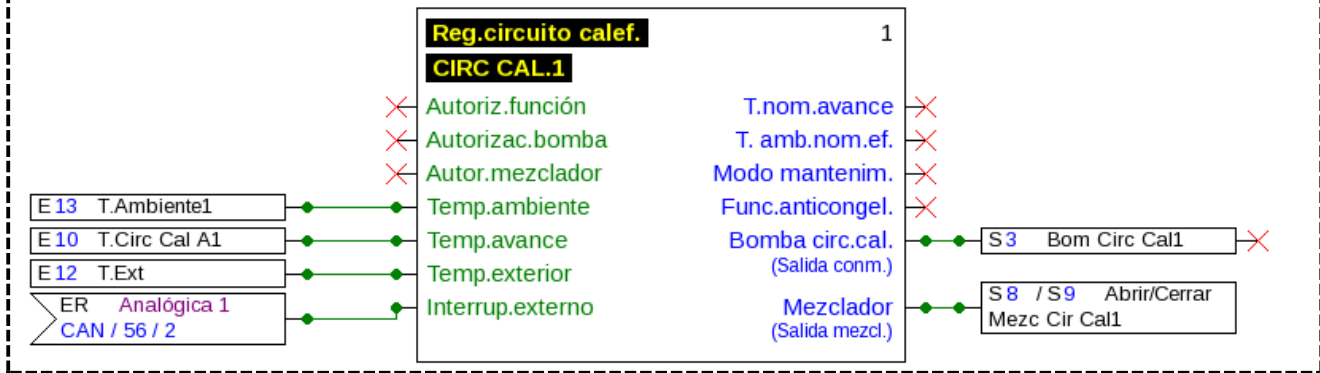 Reg.circuito calef. 1
CIRC CAL.1
Autoriz.función T.nom.avance
Autorizac.bomba T. amb.nom.ef.
Autor.mezclador Modo mantenim.
E 13 T.Ambiente1 Temp.ambiente Func.anticongel.
E 10 T.Circ Cal A1 Temp.avance Bomba circ.cal. S 3 Bom Circ Cal1
(Salida conm.)
E 12 T.Ext Temp.exterior
ER Analógica 1 Interrup.externo Mezclador S 8 / S 9 Abrir/Cerrar
CAN / 56 / 2 (Salida mezcl.) Mezc Cir Cal1